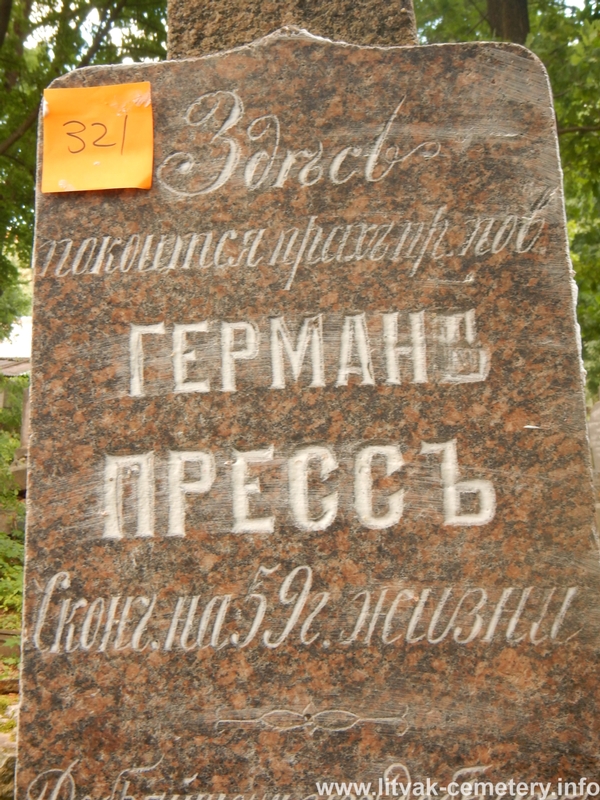 321
Здѣсь
покоится прахъ пр. пов.
ГЕРМАНЪ
ПРЕССЪ
Сконч. на 59 г. жизни
www.litvak-cemetery.info